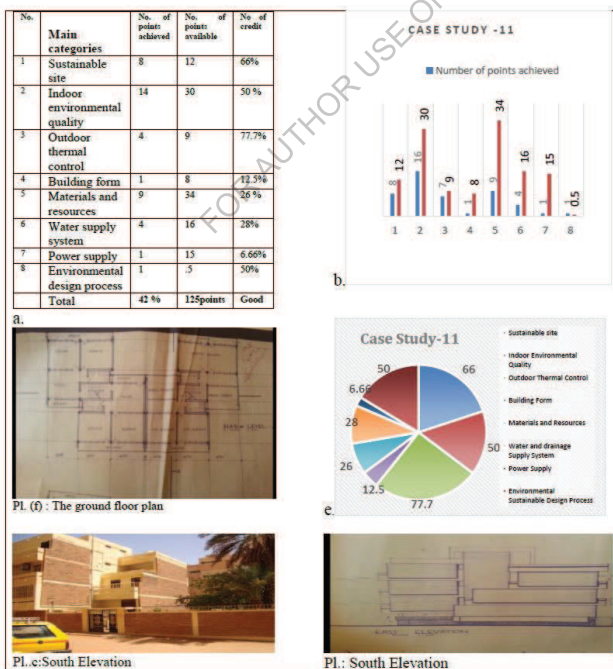 No.
Main
categories
No. of
points
achieved
No. of
points
available
No of
credit
1 Sustainable
site 8 12 66%
2 Indoor
environmental
quality 14 30 50 %
3 Outdoor
thermal
control 4 9 77.7%
4 Building form 1 8 12.5%
5 Materials and
resources 9 34 26 %
6 Water supply
system 4 16 28%
7 Power supply 1 15 6.66%
8 Environmental
design process 1 .5 50%
Total 42 % 125points Good
a.
FOR AUTHOR USE ON
CASE STUDY -11
Number of points achieved
8 12 16 30 7 9 1 8 9 34 4 16 1 15 1 0.5
1 2 3 4 5 6 7 8
b.
Pl. (f) : The ground floor plan
Case Study-11
66
50
77.7
12.5
26
28
6.66
50
Sustainable site
Indoor Environmental
Quality
Outdoor Thermal Control
Building Form
Materials and Resources
Water and drainage
Supply System
Power Supply
Environmental
Sustainable Design Process
e.
Pl..c:South Elevation
EAST ELEVATION
Pl.: South Elevation